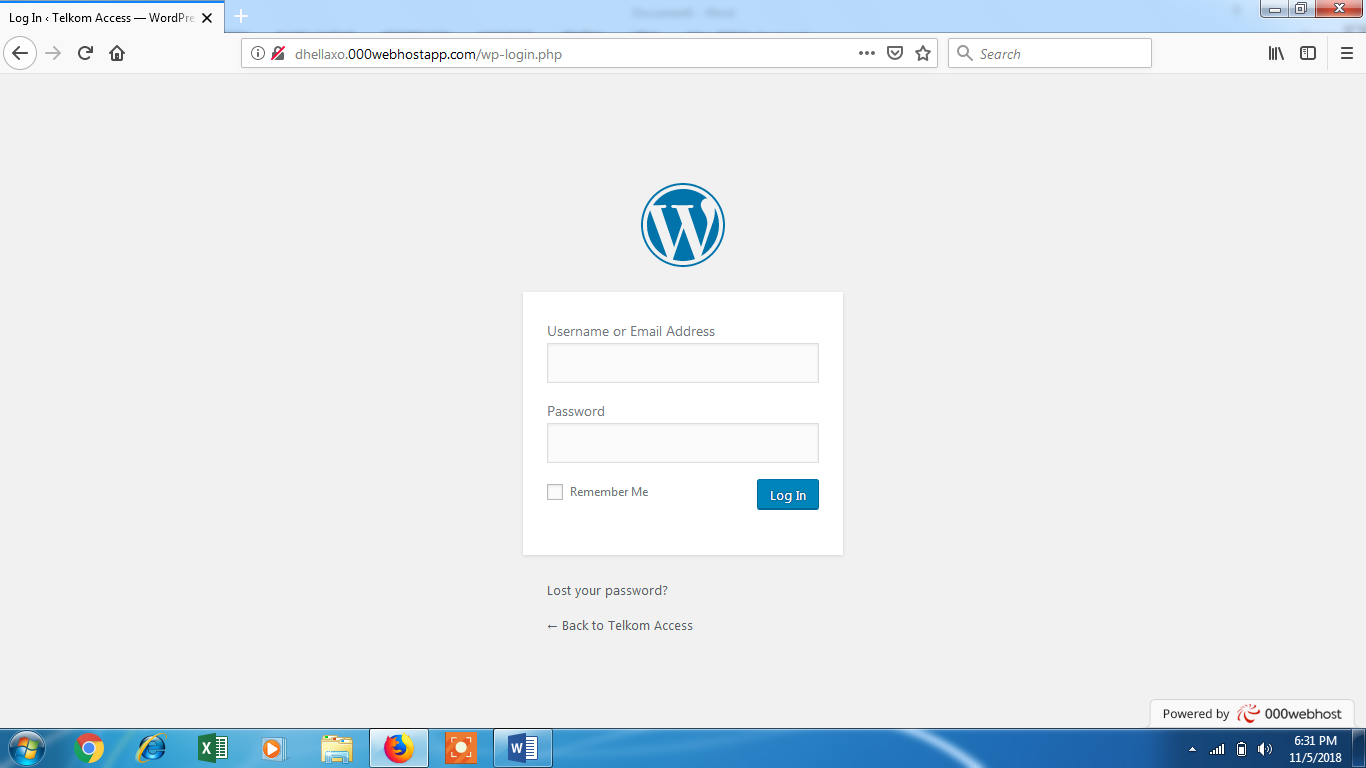 Log In ‹ Telkom Access — WordPre
dhellaxo.000webhostapp.com/wp-login.php
Search
Username or Email Address
Password
Remember Me
Log In
Lost your password?
← Back to Telkom Access
Powered by 000webhost
6:31 PM
11/5/2018